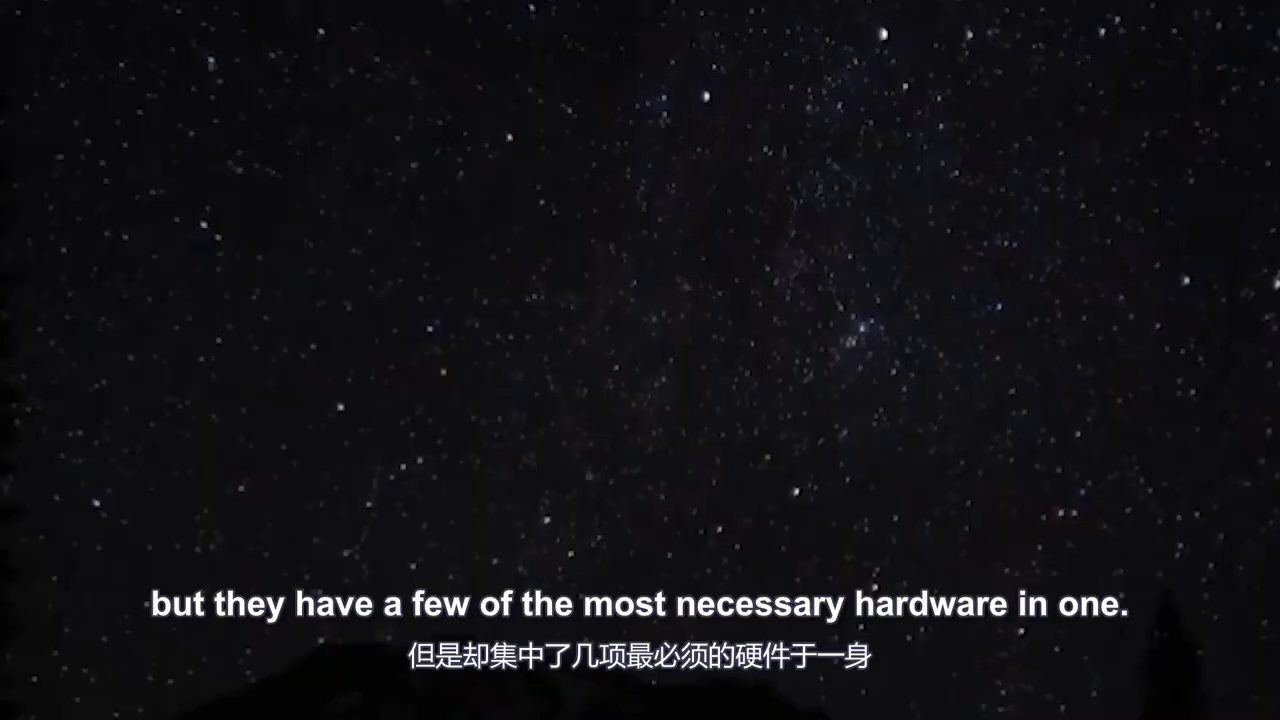 but they have a few of the most necessary hardware in one.
但是却集中了几项最必须的硬件于一身